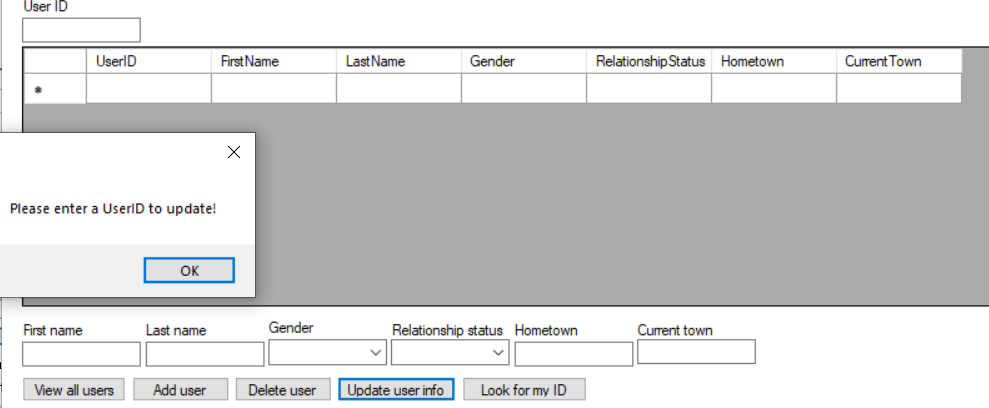 User ID
UserID FirstName LastName Gender RelationshipStatus Hometown CurrentTown
Please enter a UserID to update!
OK
First name Last name Gender Relationship status Hometown Current town
View all users Add user Delete user Update user info Look for my ID